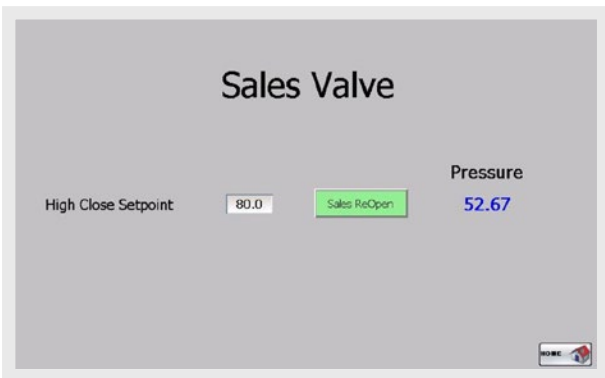 Sales Valve
Pressure
High Close Setpoint 80.0 Sales ReOpen 52.67
HOME